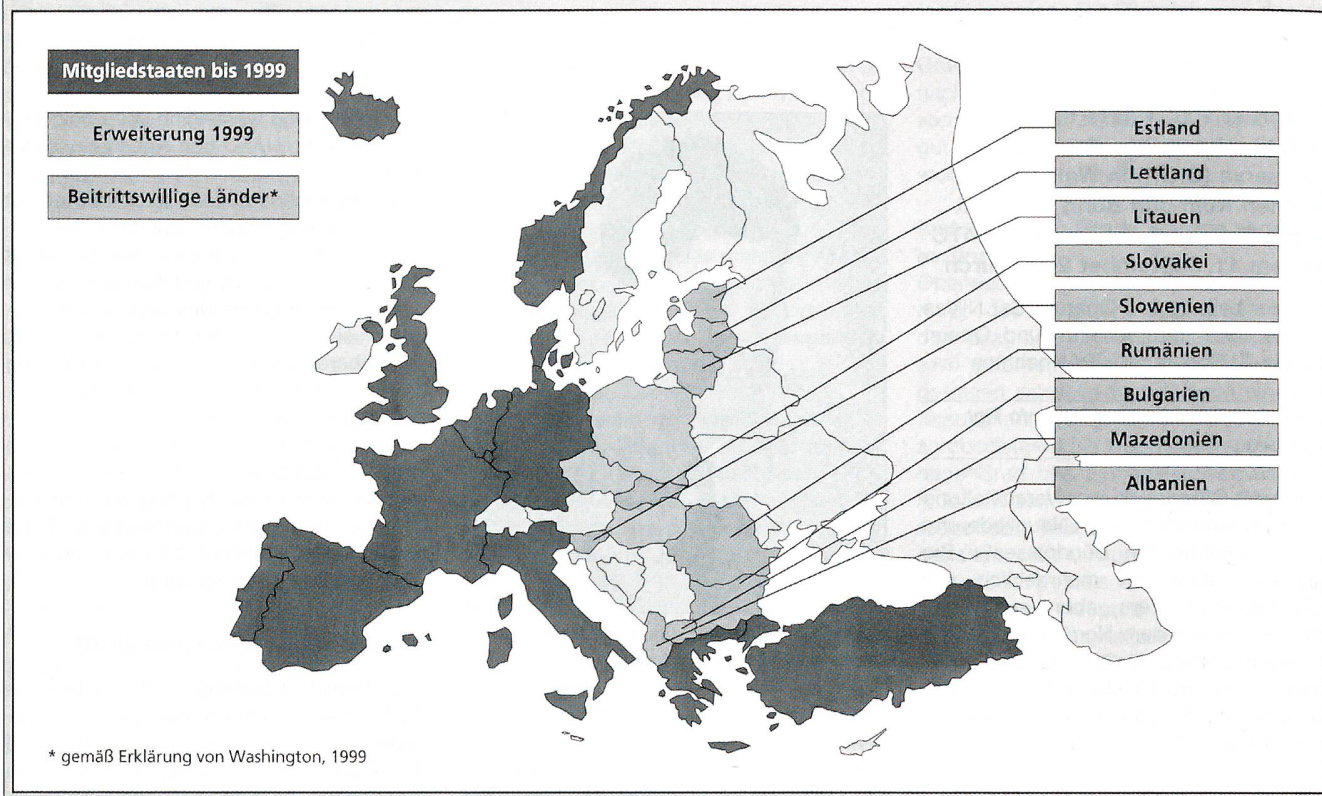 Mitgliedstaaten bis 1999
Erweiterung 1999
Beitrittswillige Länder*
Estland
Lettland
Litauen
Slowakei
Slowenien
Rumänien
Bulgarien
Mazedonien
Albanien
* gemäß Erklärung von Washington, 1999